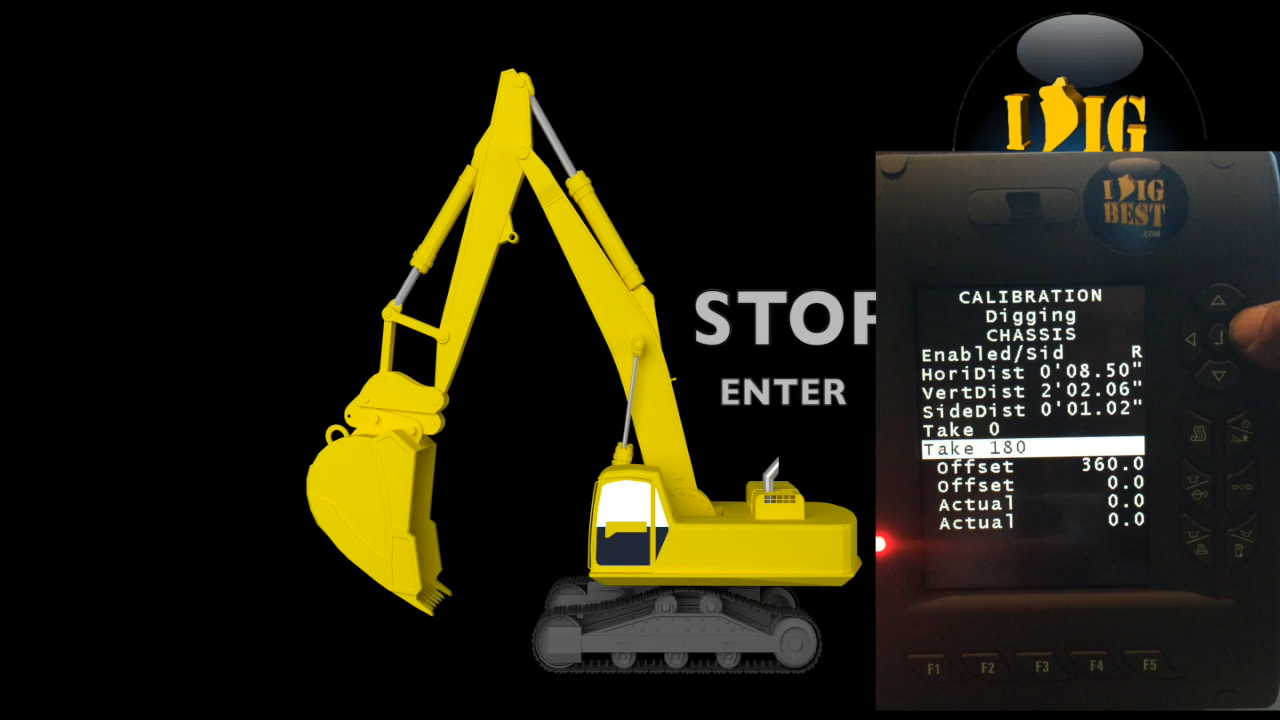 I DIG
I DIG
BEST
.COM
STOP
ENTER
CALIBRATION
Digging
CHASSIS
Enabled/Sid R
HoriDist 0'08.50"
VertDist 2'02.06"
SideDist 0'01.02"
Take 0
Take 180
Offset 360.0
Offset 0.0
Actual 0.0
Actual 0.0
F1 F2 F3 F4 F5